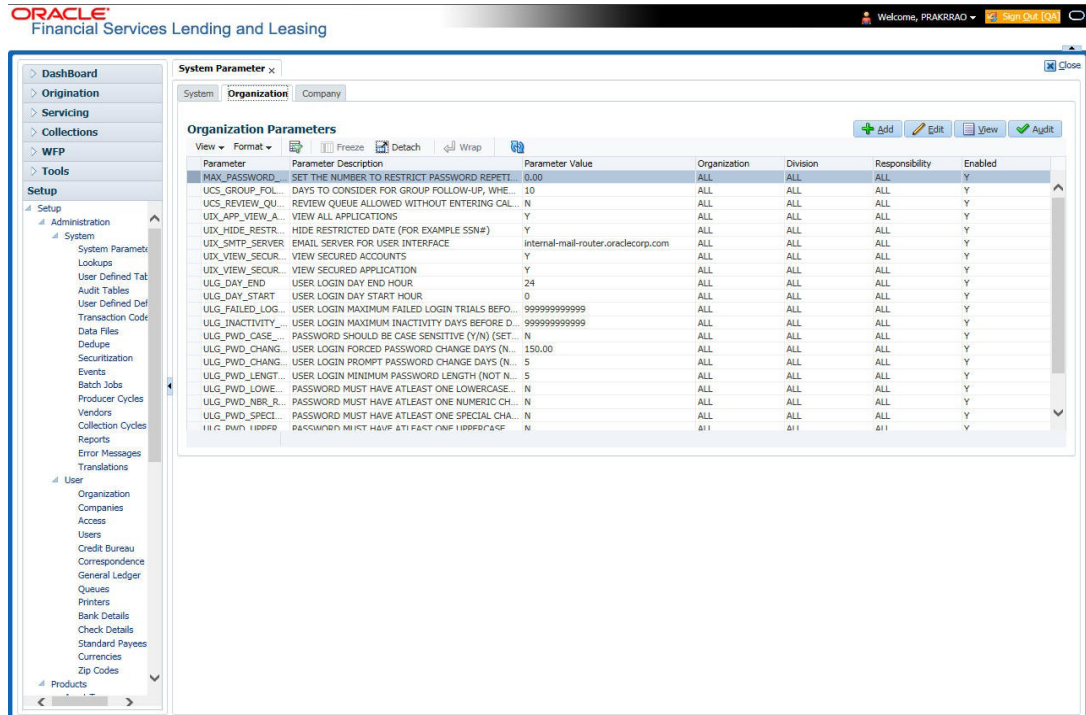 ORACLE
Financial Services Lending and Leasing
Welcome, PRAKRRAO
Sign Out [QA]
DashBoard
Origination
Servicing
Collections
WFP
Tools
Setup
Setup
Administration
System
System Paramete
Lookups
User Defined Tab
Audit Tables
User Defined Def
Transaction Code
Data Files
Dedupe
Securitization
Events
Batch Jobs
Producer Cycles
Vendors
Collection Cycles
Reports
Error Messages
Translations
User
Organization
Companies
Access
Users
Credit Bureau
Correspondence
General Ledger
Queues
Printers
Bank Details
Check Details
Standard Payees
Currencies
Zip Codes
Products
System Parameter x
Close
System Organization Company
Organization Parameters
Add Edit View Audit
View Format Freeze Detach Wrap
Parameter Parameter Description Parameter Value Organization Division Responsibility Enabled
MAX_PASSWORD_... SET THE NUMBER TO RESTRICT PASSWORD REPETI... 0.00 ALL ALL ALL Y
UCS_GROUP_FOL... DAYS TO CONSIDER FOR GROUP FOLLOW-UP, WHE... 10 ALL ALL ALL Y
UCS_REVIEW_QU... REVIEW QUEUE ALLOWED WITHOUT ENTERING CAL... N ALL ALL ALL Y
UIX_APP_VIEW_A... VIEW ALL APPLICATIONS Y ALL ALL ALL Y
UIX_HIDE_RESTR... HIDE RESTRICTED DATE (FOR EXAMPLE SSN#) Y ALL ALL ALL Y
UIX_SMTP_SERVER EMAIL SERVER FOR USER INTERFACE internal-mail-router.oraclecorp.com ALL ALL ALL Y
UIX_VIEW_SECUR... VIEW SECURED ACCOUNTS Y ALL ALL ALL Y
UIX_VIEW_SECUR... VIEW SECURED APPLICATION Y ALL ALL ALL Y
ULG_DAY_END USER LOGIN DAY END HOUR 24 ALL ALL ALL Y
ULG_DAY_START USER LOGIN DAY START HOUR 0 ALL ALL ALL Y
ULG_FAILED_LOG... USER LOGIN MAXIMUM FAILED LOGIN TRIALS BEFO... 999999999999 ALL ALL ALL Y
ULG_INACTIVITY_... USER LOGIN MAXIMUM INACTIVITY DAYS BEFORE D... 999999999999 ALL ALL ALL Y
ULG_PWD_CASE_... PASSWORD SHOULD BE CASE SENSITIVE (Y/N) (SET... N ALL ALL ALL Y
ULG_PWD_CHANG... USER LOGIN FORCED PASSWORD CHANGE DAYS (N... 150.00 ALL ALL ALL Y
ULG_PWD_CHANG... USER LOGIN PROMPT PASSWORD CHANGE DAYS (N... 5 ALL ALL ALL Y
ULG_PWD_LENGT... USER LOGIN MINIMUM PASSWORD LENGTH (NOT N... 5 ALL ALL ALL Y
ULG_PWD_LOWE... PASSWORD MUST HAVE ATLEAST ONE LOWERCASE... N ALL ALL ALL Y
ULG_PWD_NBR_R... PASSWORD MUST HAVE ATLEAST ONE NUMERIC CH... N ALL ALL ALL Y
ULG_PWD_SPECI... PASSWORD MUST HAVE ATLEAST ONE SPECIAL CHA... N ALL ALL ALL Y
ULG_PWD_UPPER PASSWORD MUST HAVE ATLEAST ONE UPPERCASE N ALL ALL ALL Y